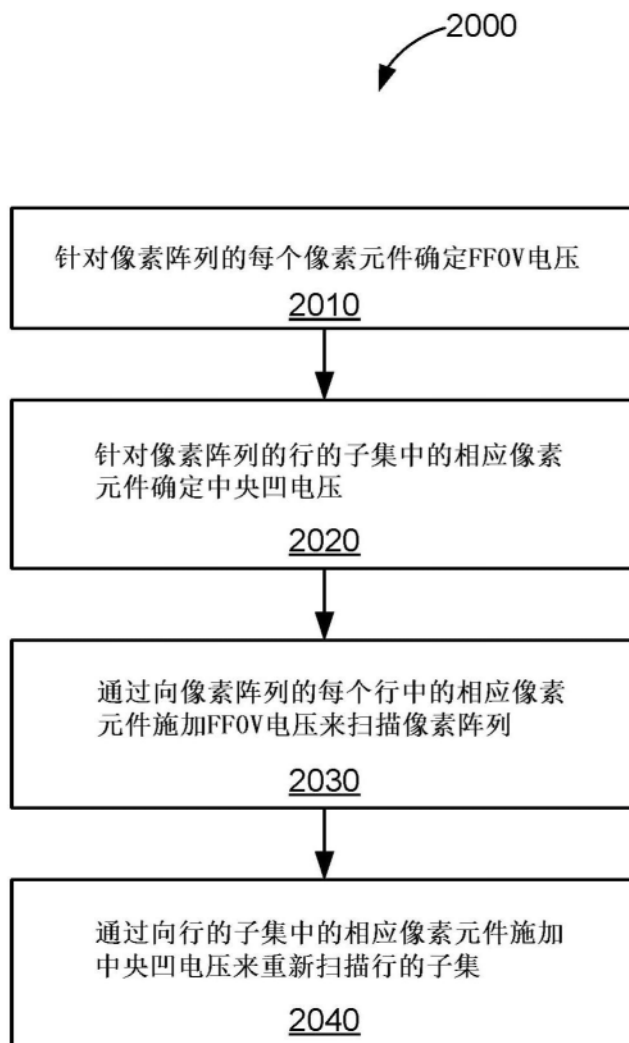 2000
针对像素阵列的每个像素元件确定FFOV电压
2010
针对像素阵列的行的子集中的相应像素
元件确定中央凹电压
2020
通过向像素阵列的每个行中的相应像素
元件施加FFOV电压来扫描像素阵列
2030
通过向行的子集中的相应像素元件施加
中央凹电压来重新扫描行的子集
2040